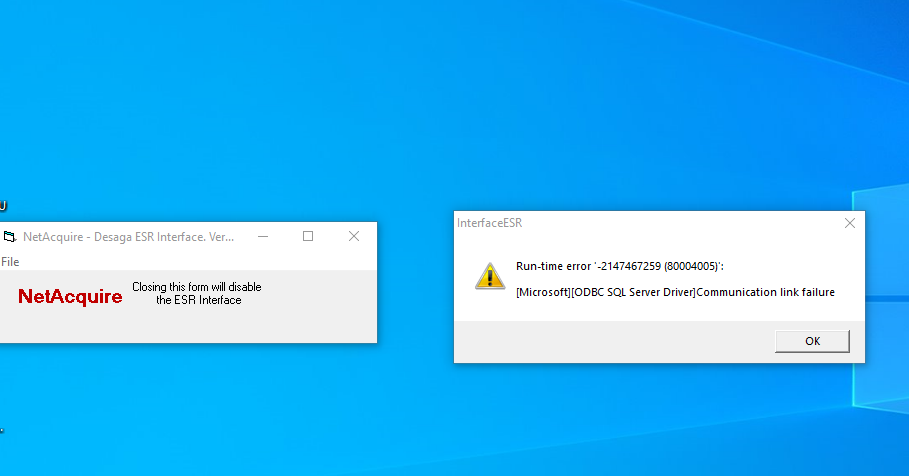 U
NetAcquire - Desaga ESR Interface. Ver...
File
NetAcquire
Closing this form will disable
the ESR Interface
InterfaceESR
Run-time error '-2147467259 (80004005)':
[Microsoft][ODBC SQL Server Driver]Communication link failure
OK